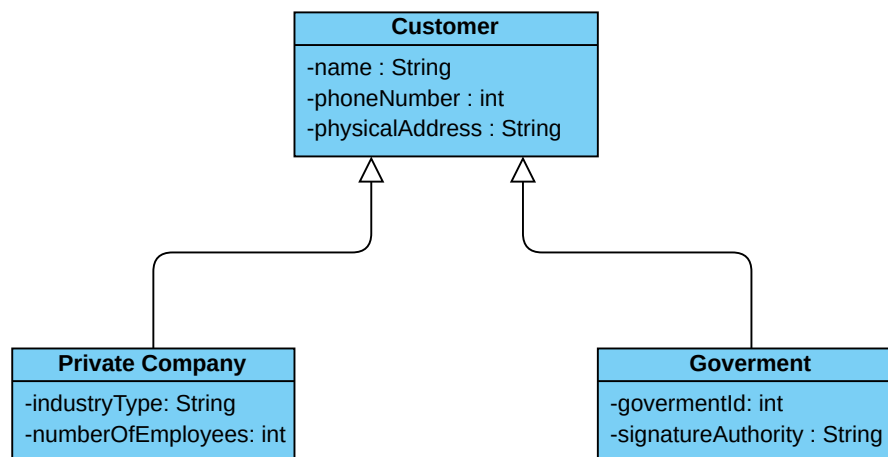 Customer
-name : String
-phoneNumber : int
-physicalAddress : String
Private Company
-industryType: String
-numberOfEmployees: int
Goverment
-govermentId: int
-signatureAuthority : String